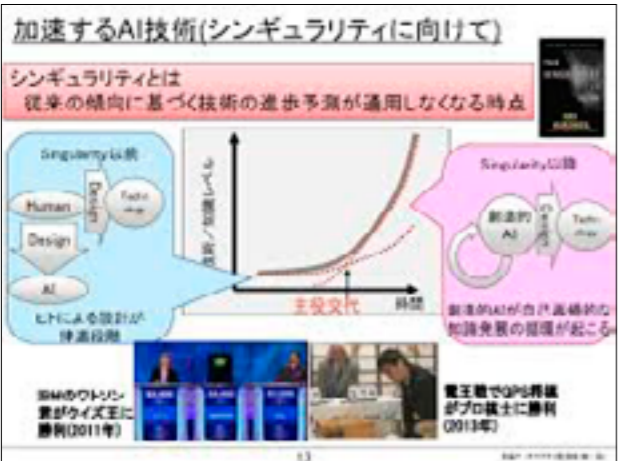 加速するAI技術(シンギュラリティに向けて)
シンギュラリティとは
従来の傾向に基づく技術の進歩予測が通用しなくなる時点
Singularity以前
Human
Design
Design
AI
ヒトによる設計が
律速段階
主役交代
時間
Singularity以降
創造的
AI
創造的AIが自己再帰的な
知識発展の循環が起こる
IBMのワトソン
君がクイズ王に
勝利(2011年)
電王戦でGPS将棋
がプロ棋士に勝利
(2013年)
13